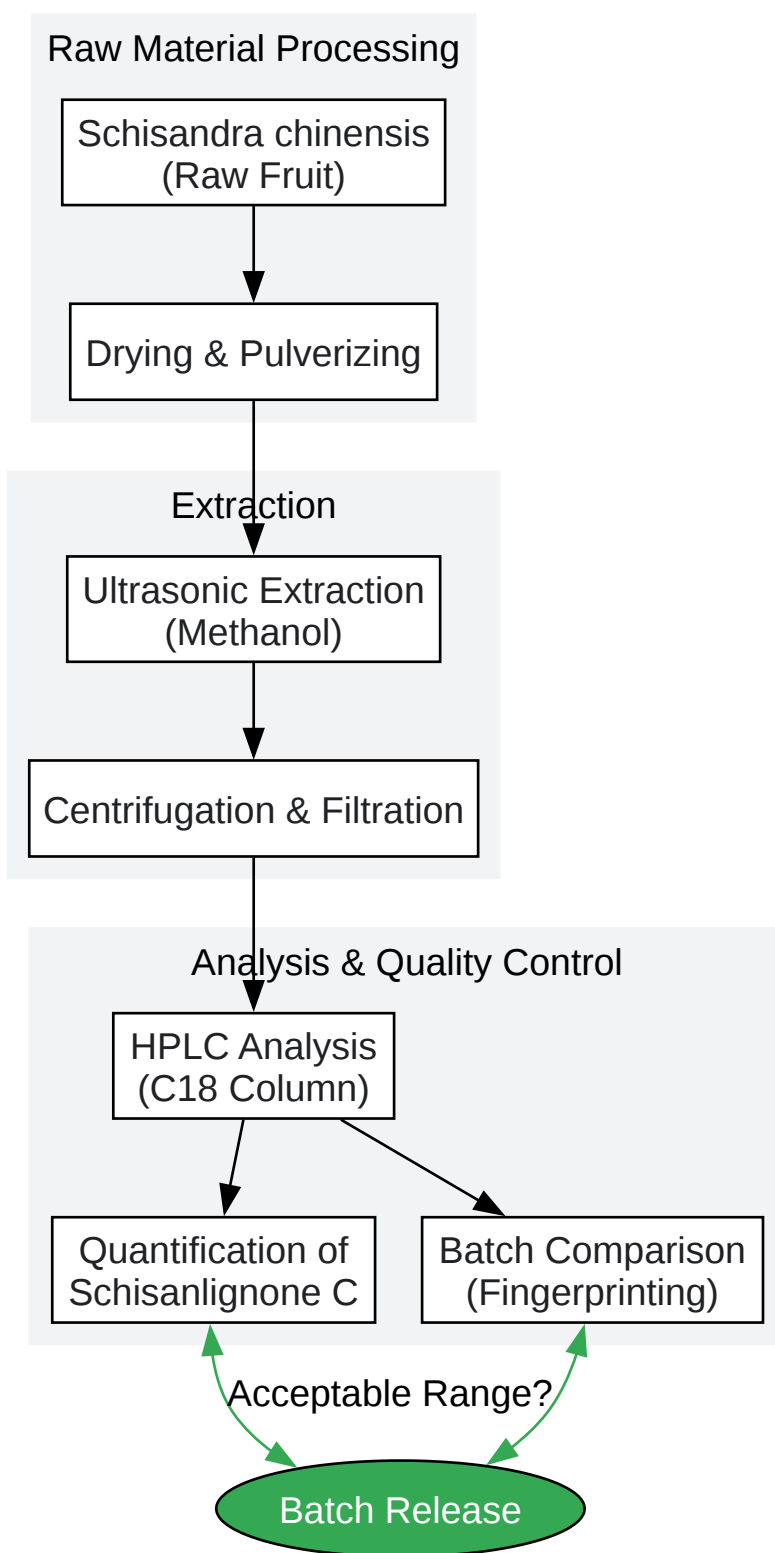 Raw Material Processing
Schisandra chinensis
(Raw Fruit)
Drying & Pulverizing
Extraction
Ultrasonic Extraction
(Methanol)
Centrifugation & Filtration
Analysis & Quality Control
HPLC Analysis
(C18 Column)
Quantification of
Schisanlignone C
Batch Comparison
(Fingerprinting)
Acceptable Range?
Batch Release